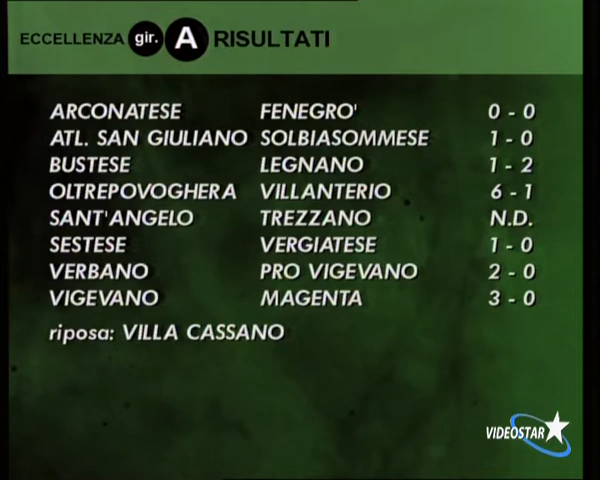 ECCELLENZA gir. A RISULTATI
ARCONATESE FENEGRO' 0 - 0
ATL. SAN GIULIANO SOLBIASOMMESE 1 - 0
BUSTESE LEGNANO 1 - 2
OLTREPOVOGHERA VILLANTERIO 6 - 1
SANT'ANGELO TREZZANO N.D.
SESTESE VERGIATESE 1 - 0
VERBANO PRO VIGEVANO 2 - 0
VIGEVANO MAGENTA 3 - 0
riposa: VILLA CASSANO
VIDEOSTAR